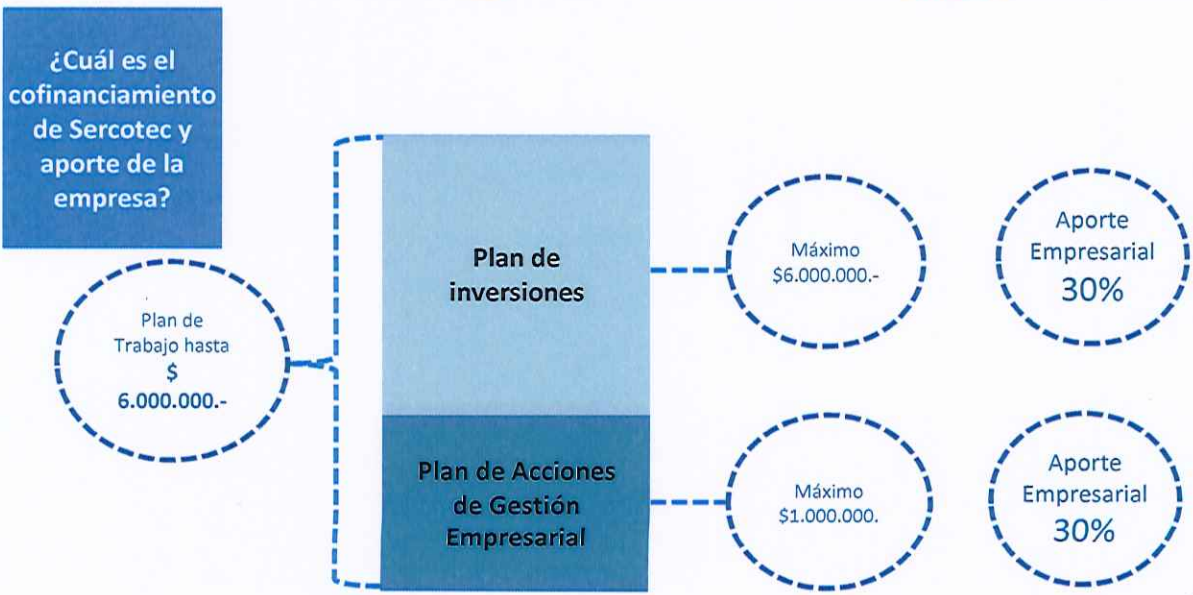 ¿Cuál es el
cofinanciamiento
de Sercotec y
aporte de la
empresa?
Plan de
Trabajo hasta
$
6.000.000.-
Plan de
inversiones
Máximo
$6.000.000.-
Aporte
Empresarial
30%
Plan de Acciones
de Gestión
Empresarial
Máximo
$1.000.000.
Aporte
Empresarial
30%